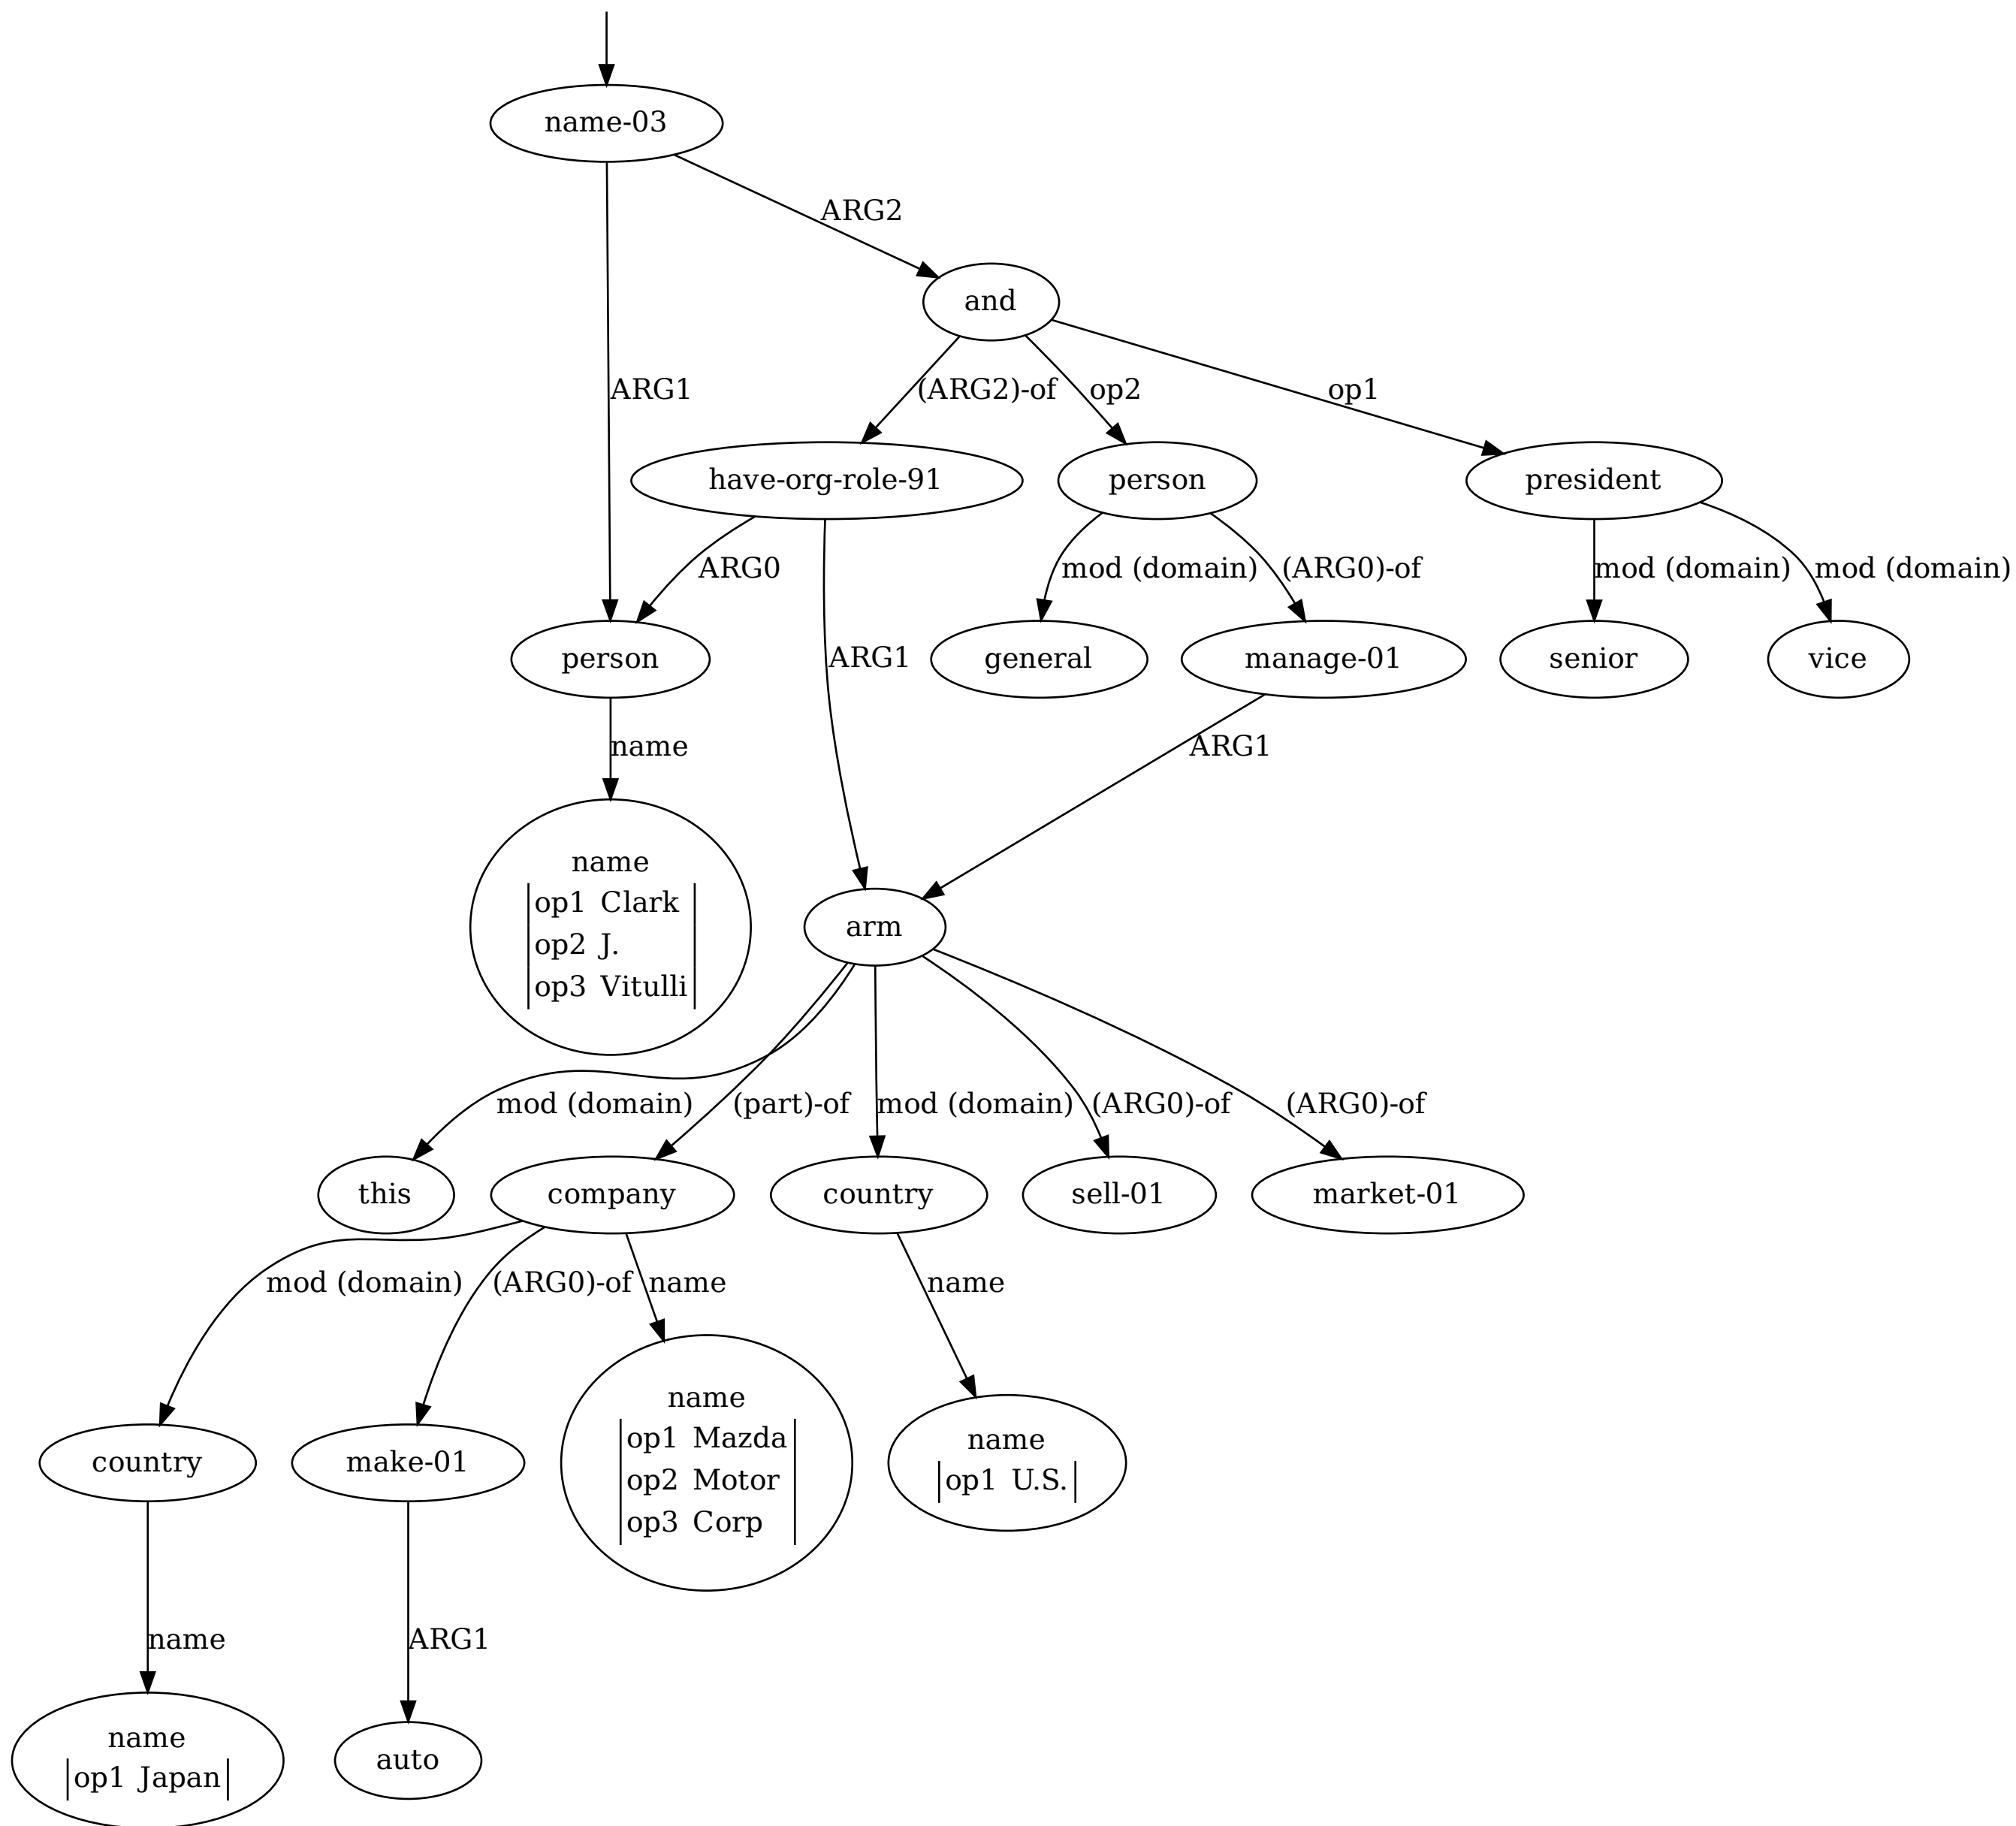 name-03
ARG2
and
ARG1
(ARG2)-of
op2
op1
have-org-role-91
person
president
ARG0
mod (domain)
(ARG0)-of
mod (domain)
mod (domain)
person
ARG1
general
manage-01
senior
vice
name
ARG1
name
op1 Clark
op2 J.
op3 Vitulli
arm
mod (domain)
(part)-of
mod (domain)
(ARG0)-of
(ARG0)-of
this
company
country
sell-01
market-01
mod (domain)
(ARG0)-of
name
name
country
make-01
name
op1 Mazda
op2 Motor
op3 Corp
name
op1 U.S.
name
ARG1
name
op1 Japan
auto